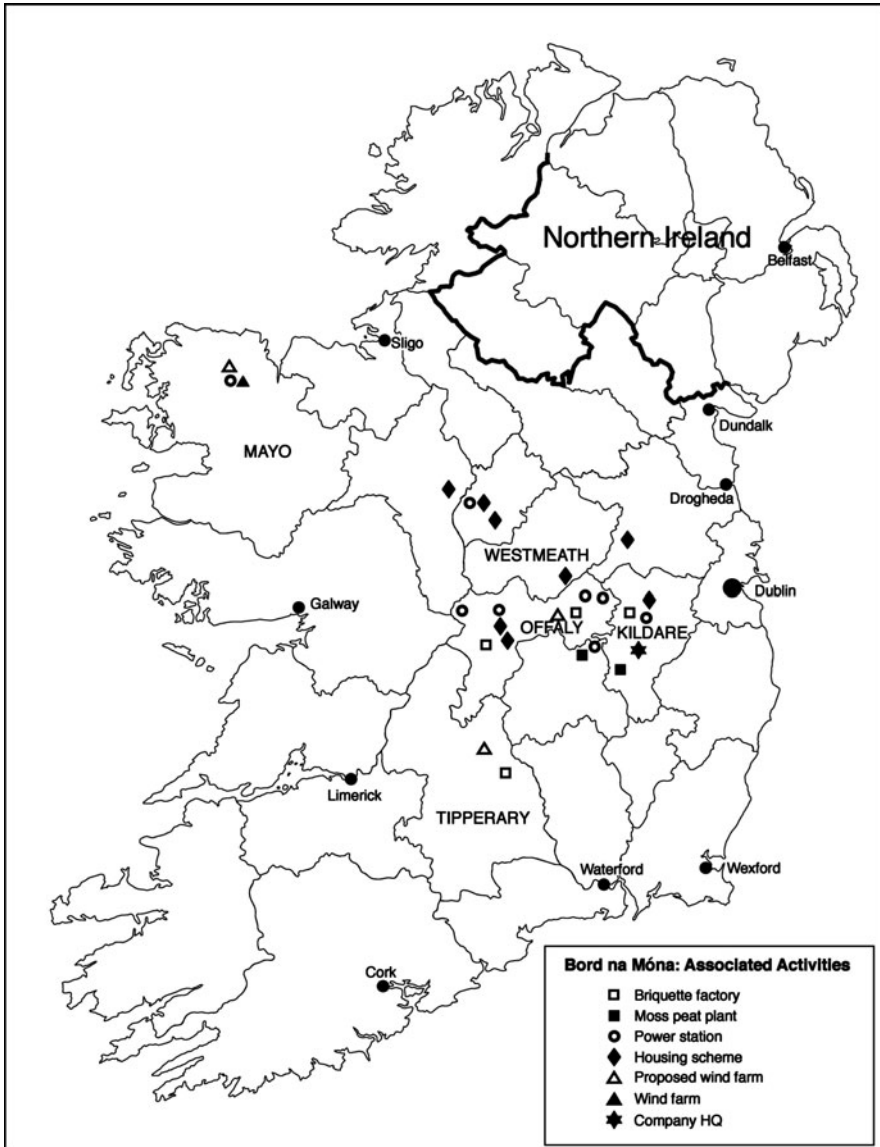 Northern Ireland
Belfast
Sligo
Dundalk
MAYO
Drogheda
WESTMEATH
Dublin
Galway
OFFALY
KILDARE
Limerick
TIPPERARY
Waterford
Wexford
Cork
Bord na Móna: Associated Activities
Briquette factory
Moss peat plant
Power station
Housing scheme
Proposed wind farm
Wind farm
Company HQ